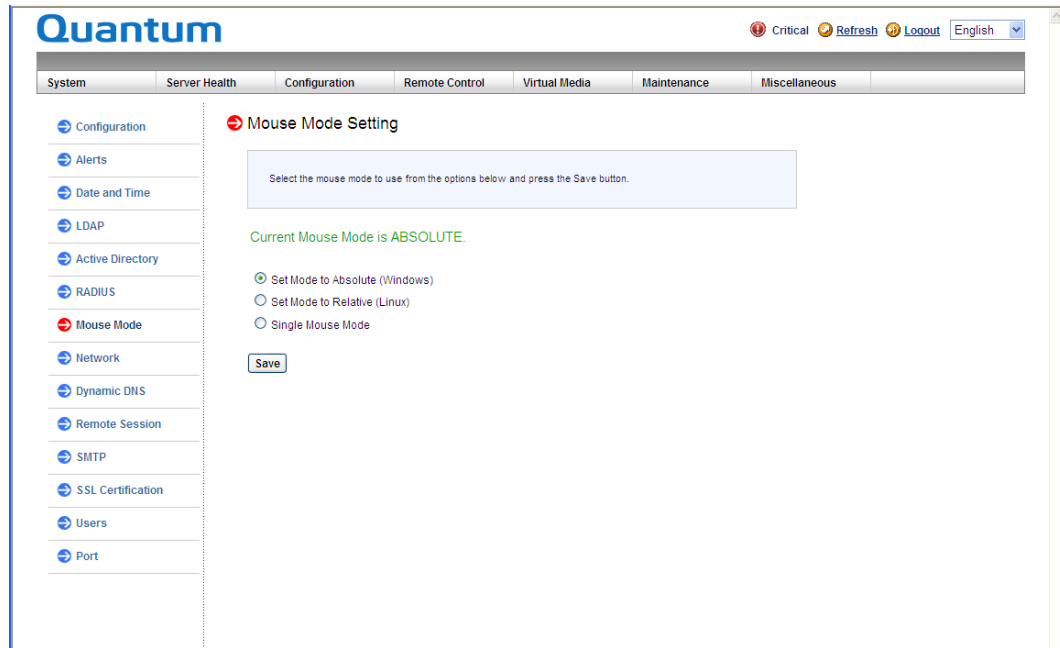 Quantum
Critical Refresh Logout English
System Server Health Configuration Remote Control Virtual Media Maintenance Miscellaneous
Configuration
Alerts
Date and Time
LDAP
Active Directory
RADIUS
Mouse Mode
Network
Dynamic DNS
Remote Session
SMTP
SSL Certification
Users
Port
Mouse Mode Setting
Select the mouse mode to use from the options below and press the Save button.
Current Mouse Mode is ABSOLUTE.
Set Mode to Absolute (Windows)
Set Mode to Relative (Linux)
Single Mouse Mode
Save